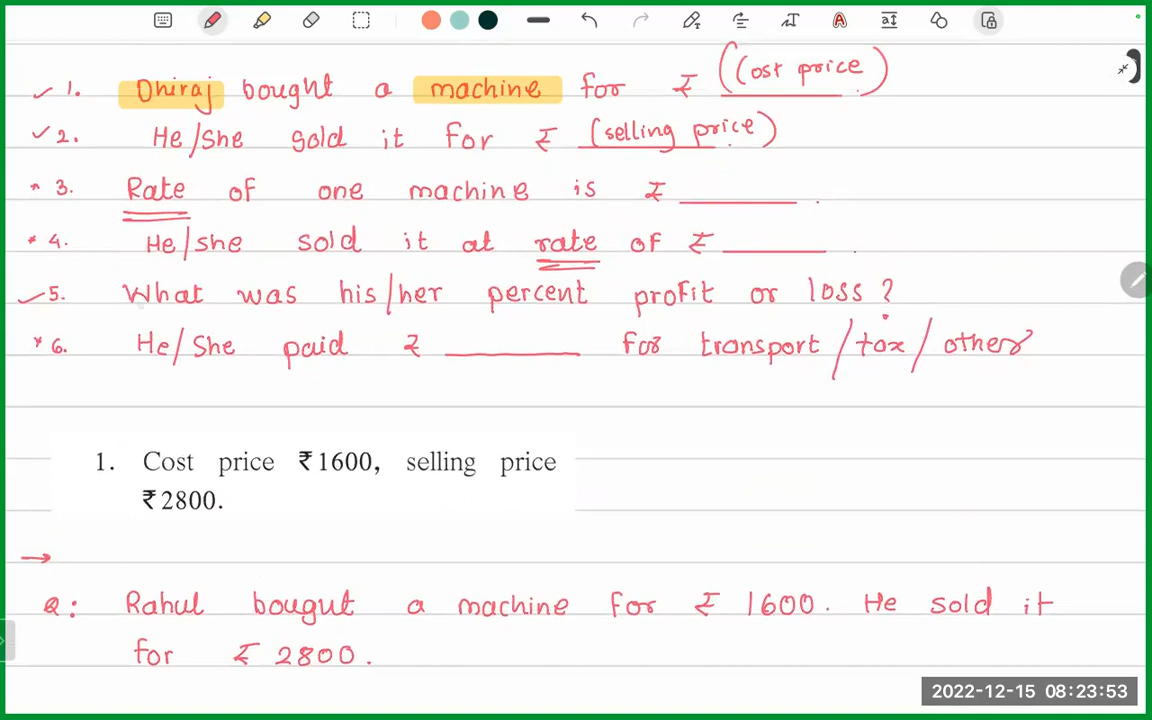 ✓ 1. Dhiraj bought a machine for ₹ (Cost price)
✓ 2. He/She sold it for ₹ (selling price)
* 3. Rate of one machine is ₹ ______ .
* 4. He/she sold it at rate of ₹ ______ .
✓ 5. What was his/her percent profit or loss ?
* 6. He/She paid ₹ ______ for transport / tax / other
1. Cost price ₹1600, selling price
₹2800.
→
Q: Rahul bougut a machine for ₹ 1600. He sold it
for ₹ 2800.
2022-12-15 08:23:53